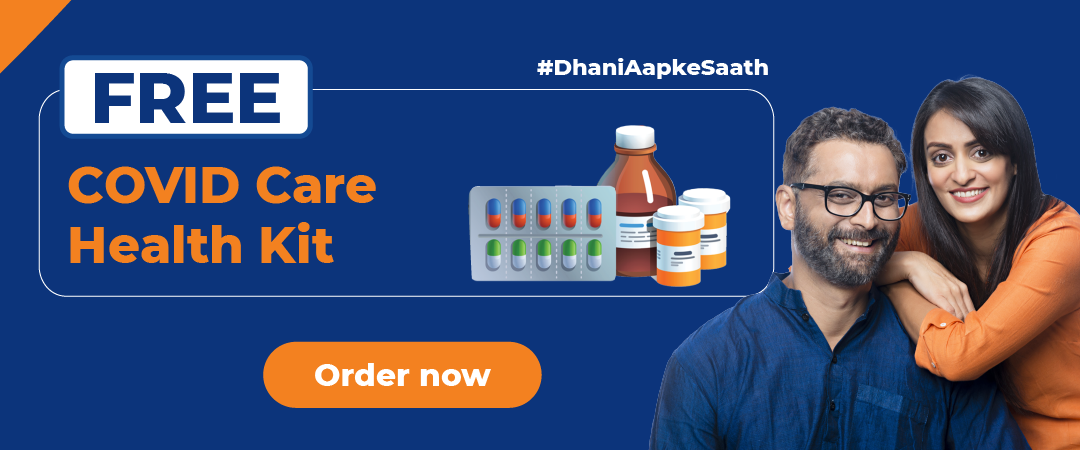 #DhaniAapkeSaath
FREE
COVID Care
Health Kit
Order now